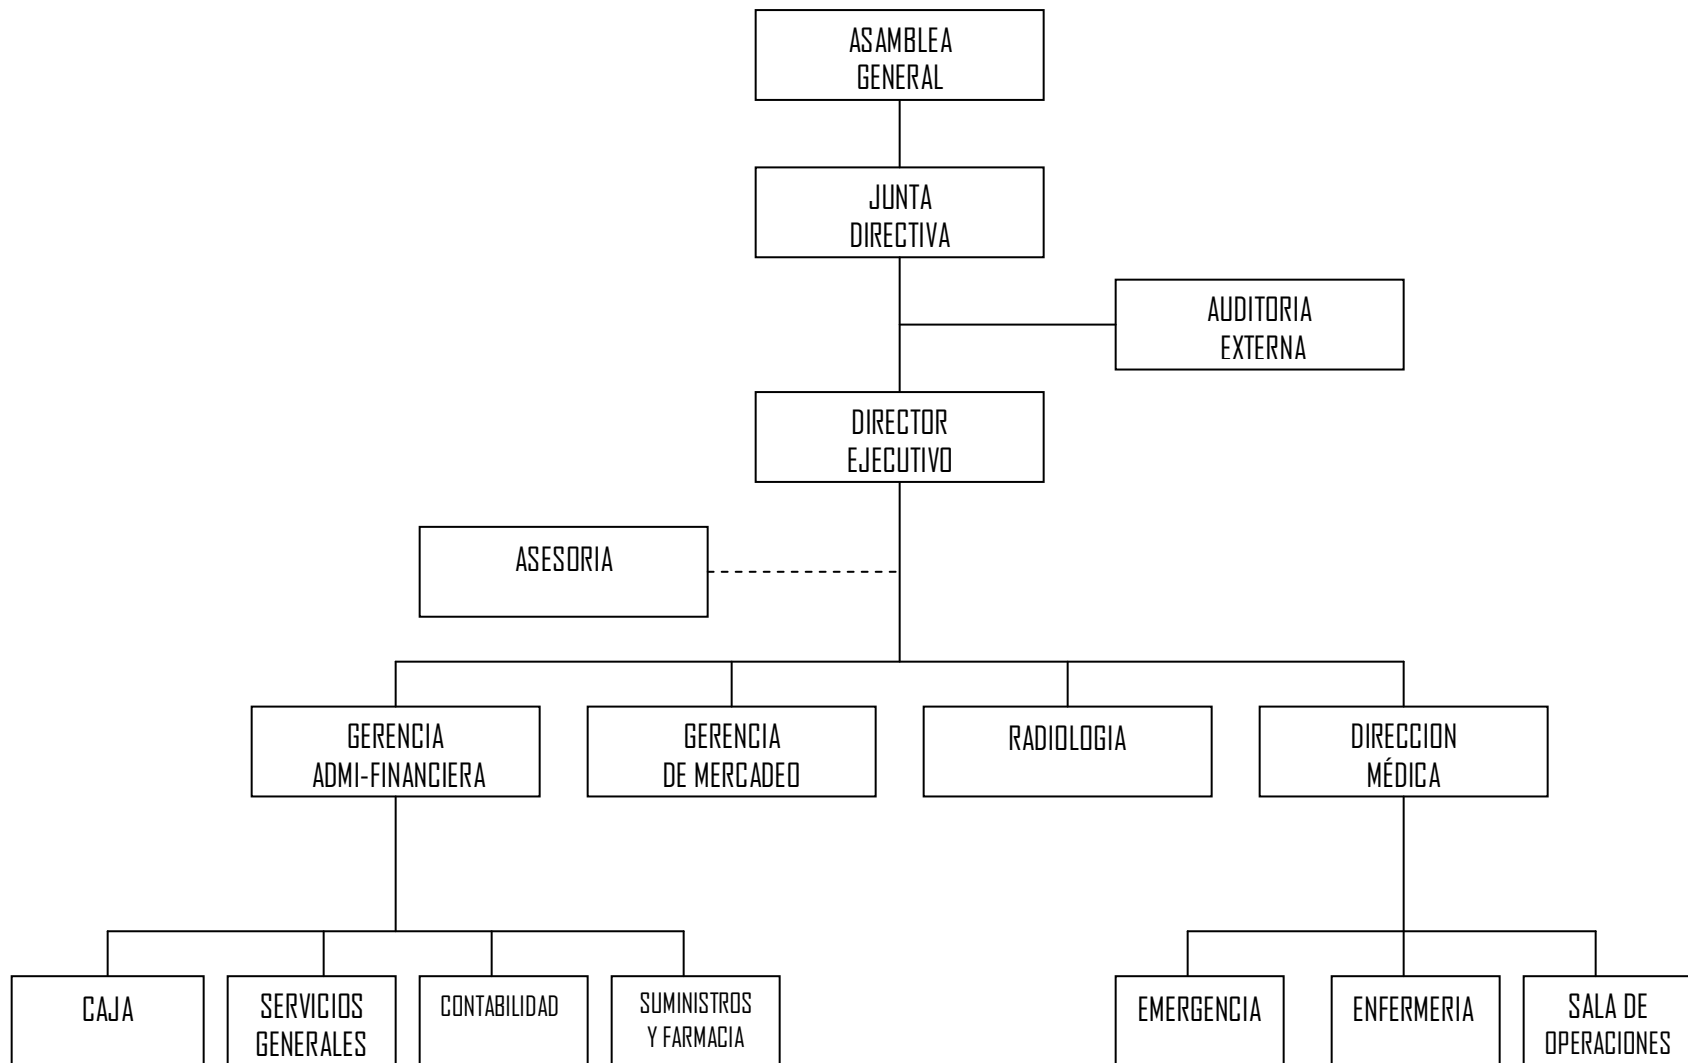 ASAMBLEA
GENERAL
JUNTA
DIRECTIVA
AUDITORIA
EXTERNA
DIRECTOR
EJECUTIVO
ASESORIA
GERENCIA
ADMI-FINANCIERA
GERENCIA
DE MERCADEO
RADIOLOGIA
DIRECCION
MÉDICA
CAJA
SERVICIOS
GENERALES
CONTABILIDAD
SUMINISTROS
Y FARMACIA
EMERGENCIA
ENFERMERIA
SALA DE
OPERACIONES